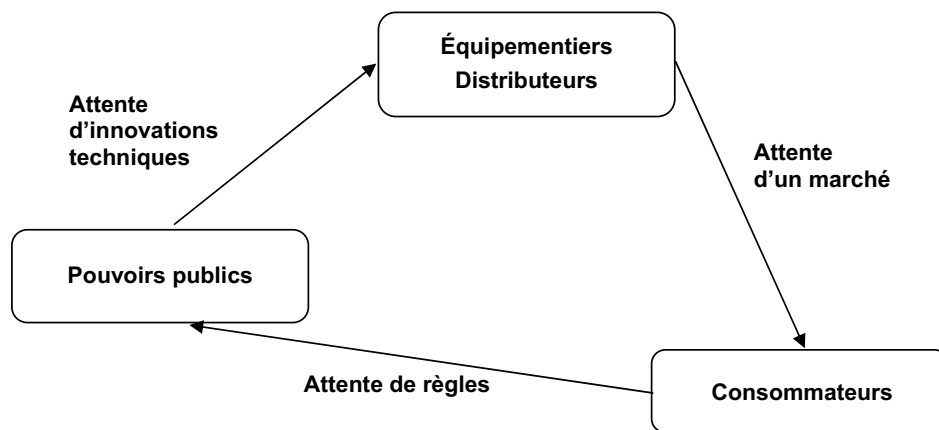 Équipementiers
Distributeurs
Attente
d'innovations
techniques
Attente
d’un marché
Pouvoirs publics
Attente de règles
Consommateurs